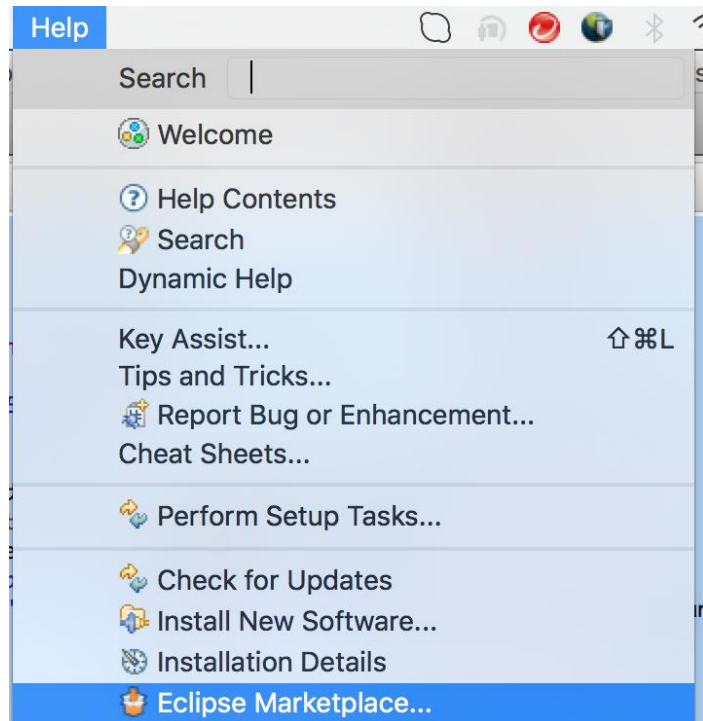 Help
Search
Welcome
Help Contents
Search
Dynamic Help
Key Assist... ⇧⌘L
Tips and Tricks...
Report Bug or Enhancement...
Cheat Sheets...
Perform Setup Tasks...
Check for Updates
Install New Software...
Installation Details
Eclipse Marketplace...